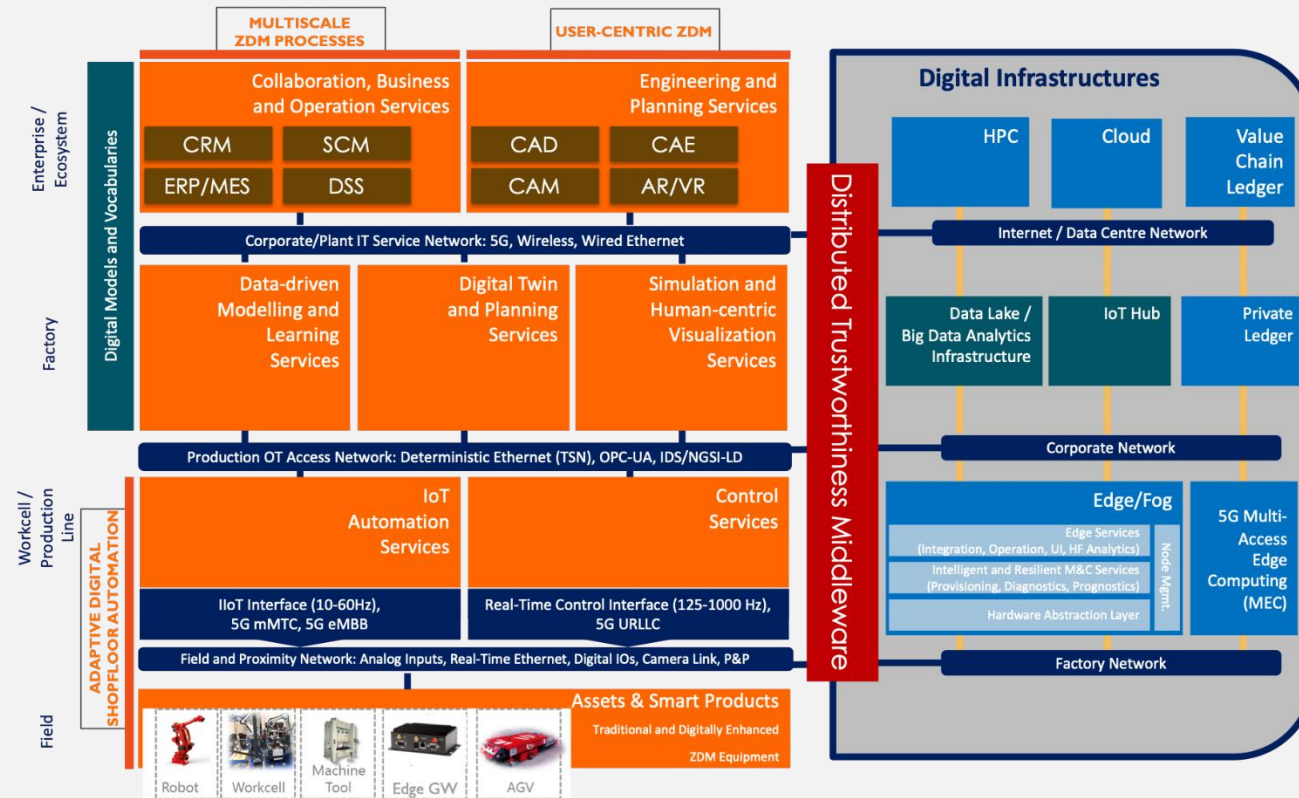 MULTISCALE
ZDM PROCESSES
USER-CENTRIC ZDM
Enterprise /
Ecosystem
Factory
Workcell /
Production
Line
Field
Digital Models and Vocabularies
ADAPTIVE DIGITAL
SHOPFLOOR AUTOMATION
Collaboration, Business
and Operation Services
CRM
SCM
ERP/MES
DSS
Engineering and
Planning Services
CAD
CAE
CAM
AR/VR
Corporate/Plant IT Service Network: 5G, Wireless, Wired Ethernet
Data-driven
Modelling and
Learning
Services
Digital Twin
and Planning
Services
Simulation and
Human-centric
Visualization
Services
Production OT Access Network: Deterministic Ethernet (TSN), OPC-UA, IDS/NGSI-LD
IoT
Automation
Services
Control
Services
IIoT Interface (10-60Hz),
5G mMTC, 5G eMBB
Real-Time Control Interface (125-1000 Hz),
5G URLLC
Field and Proximity Network: Analog Inputs, Real-Time Ethernet, Digital IOs, Camera Link, P&P
Assets & Smart Products
Traditional and Digitally Enhanced
ZDM Equipment
Robot
Workcell
Machine
Tool
Edge GW
AGV
Distributed Trustworthiness Middleware
Digital Infrastructures
HPC
Cloud
Value
Chain
Ledger
Internet / Data Centre Network
Data Lake /
Big Data Analytics
Infrastructure
IoT Hub
Private
Ledger
Corporate Network
Edge/Fog
Edge Services
(Integration, Operation, UI, HF Analytics)
Intelligent and Resilient M&C Services
(Provisioning, Diagnostics, Prognostics)
Hardware Abstraction Layer
Node Mgmt.
5G Multi-
Access
Edge
Computing
(MEC)
Factory Network